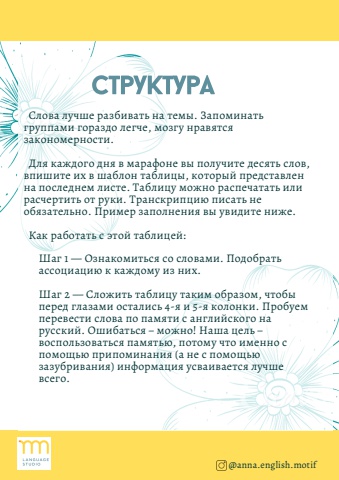 СТРУКТУРА
Слова лучше разбивать на темы. Запоминать
группами гораздо легче, мозгу нравятся
закономерности.
Для каждого дня в марафоне вы получите десять слов,
впишите их в шаблон таблицы, который представлен
на последнем листе. Таблицу можно распечатать или
расчертить от руки. Транскрипцию писать не
обязательно. Пример заполнения вы увидите ниже.
Как работать с этой таблицей:
Шаг 1 — Ознакомиться со словами. Подобрать
ассоциацию к каждому из них.
Шаг 2 — Сложить таблицу таким образом, чтобы
перед глазами остались 4-я и 5-я колонки. Пробуем
перевести слова по памяти с английского на
русский. Ошибаться – можно! Наша цель –
воспользоваться памятью, потому что именно с
помощью припоминания (а не с помощью
зазубривания) информация усваивается лучше
всего.
LANGUAGE
STUDIO
@anna.english.motif